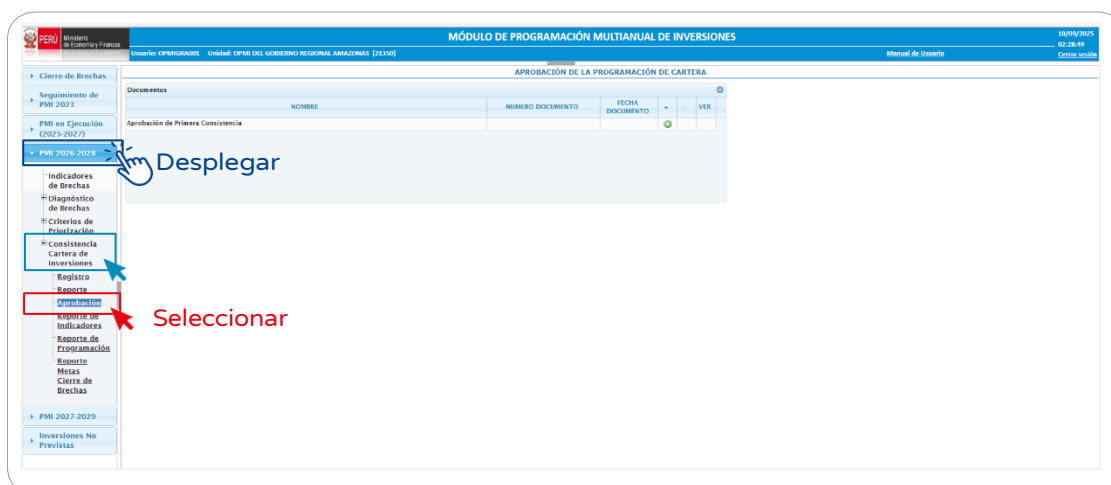 PERÚ Ministerio de Economía y Finanzas
MÓDULO DE PROGRAMACIÓN MULTIANUAL DE INVERSIONES
10/09/2025
02:28:49
Usuario: OPMIGRA001 Unidad: OPMI DEL GOBIERNO REGIONAL AMAZONAS [21350]
Manual de Usuario
Cerrar sesión
Cierre de Brechas
Seguimiento de
PMI 2023
PMI en Ejecución
(2025-2027)
PMI 2026-2028
Indicadores
de Brechas
Diagnóstico
de Brechas
Criterios de
Priorización
Consistencia
Cartera de
Inversiones
Registro
Reporte
Aprobación
Reporte de
Indicadores
Reporte de
Programación
Reporte
Metas
Cierre de
Brechas
PMI 2027-2029
Inversiones No
Previstas
APROBACIÓN DE LA PROGRAMACIÓN DE CARTERA
Documentos
NOMBRE NUMERO DOCUMENTO FECHA DOCUMENTO - - VER
Aprobación de Primera Consistencia
Desplegar
Seleccionar